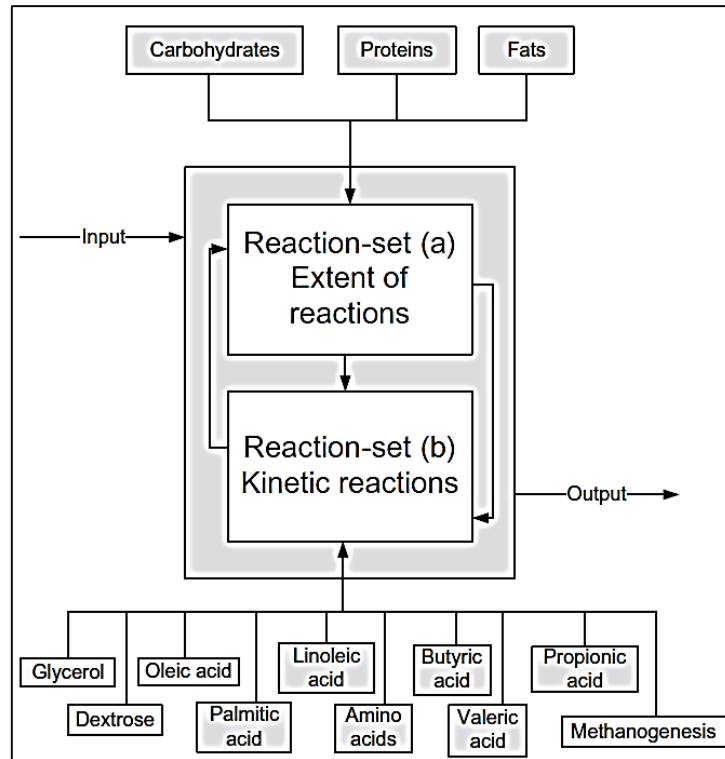 Carbohydrates
Proteins
Fats
Input
Reaction-set (a)
Extent of
reactions
Reaction-set (b)
Kinetic reactions
Output
Glycerol
Dextrose
Oleic acid
Palmitic
acid
Linoleic
acid
Amino
acids
Butyric
acid
Valeric
acid
Propionic
acid
Methanogenesis